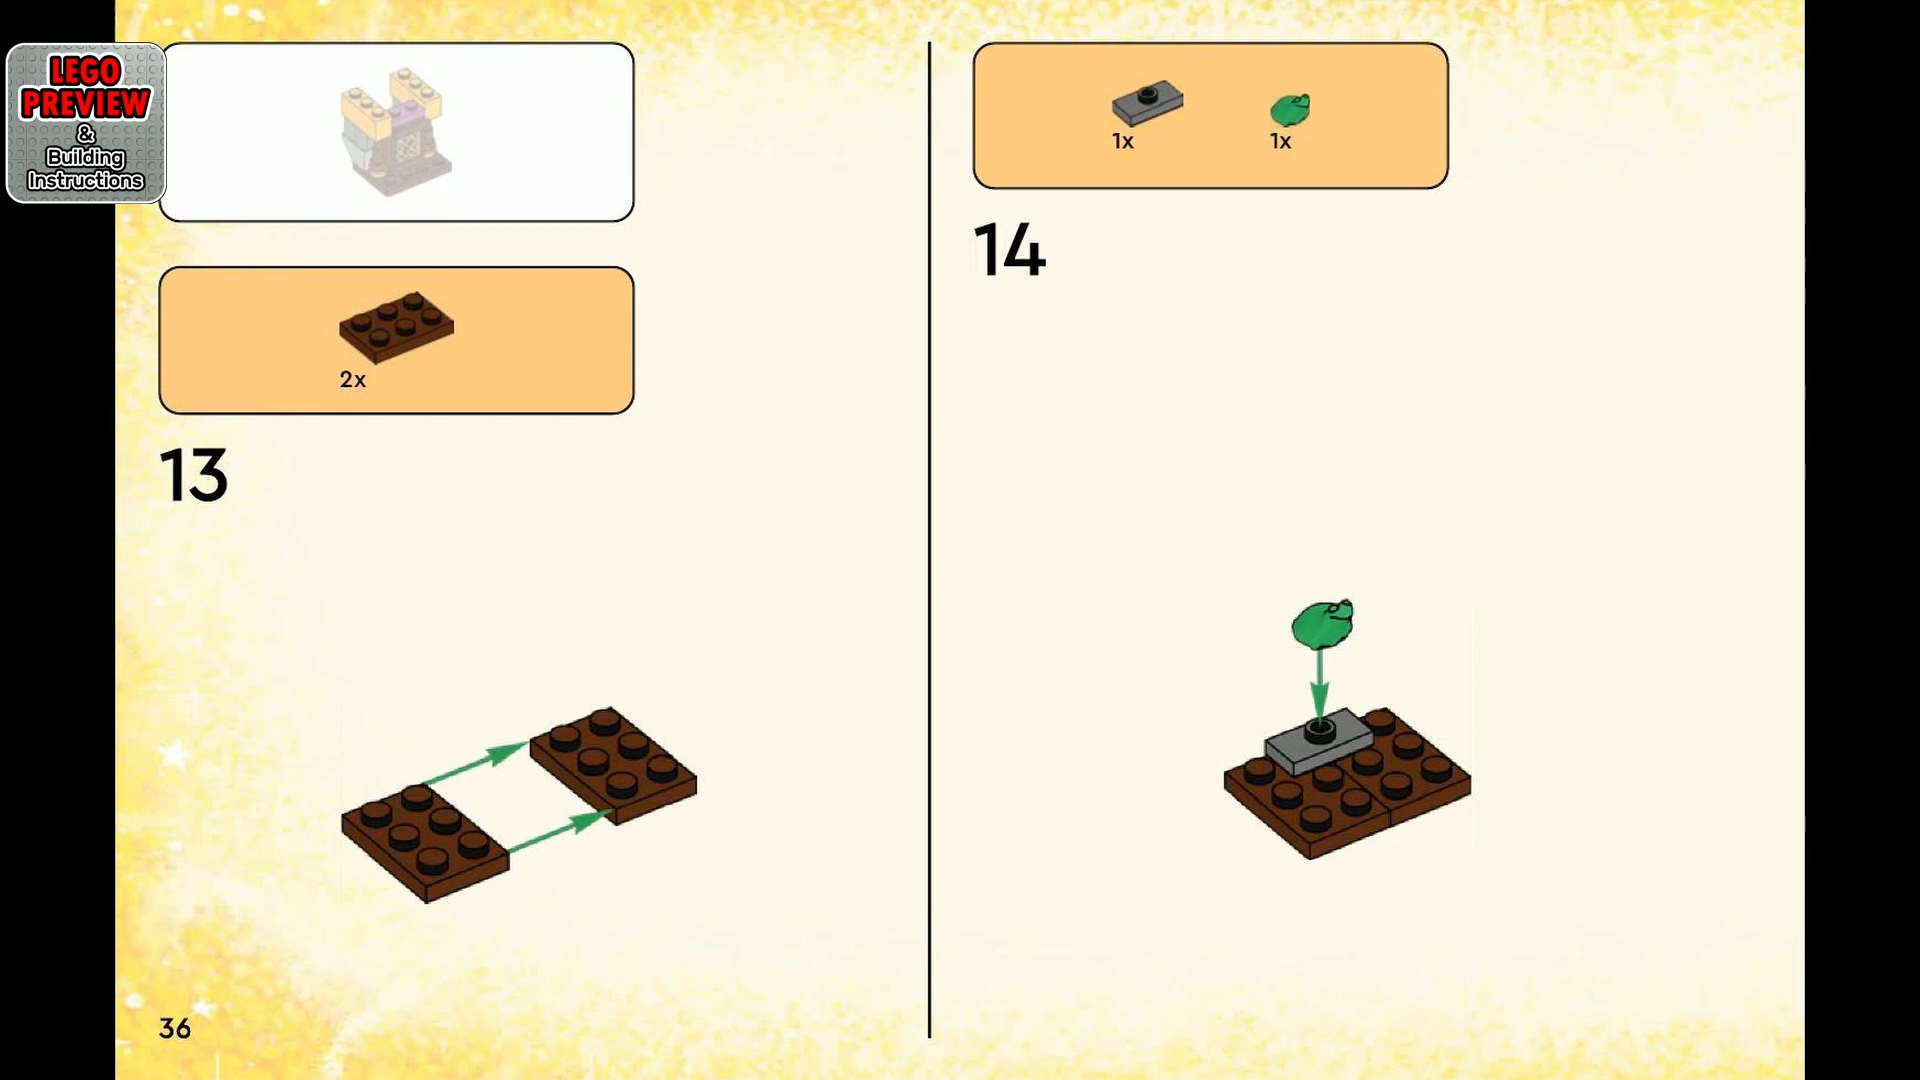 LEGO
PREVIEW
&
Building
Instructions
2x
13
36
1x
1x
14